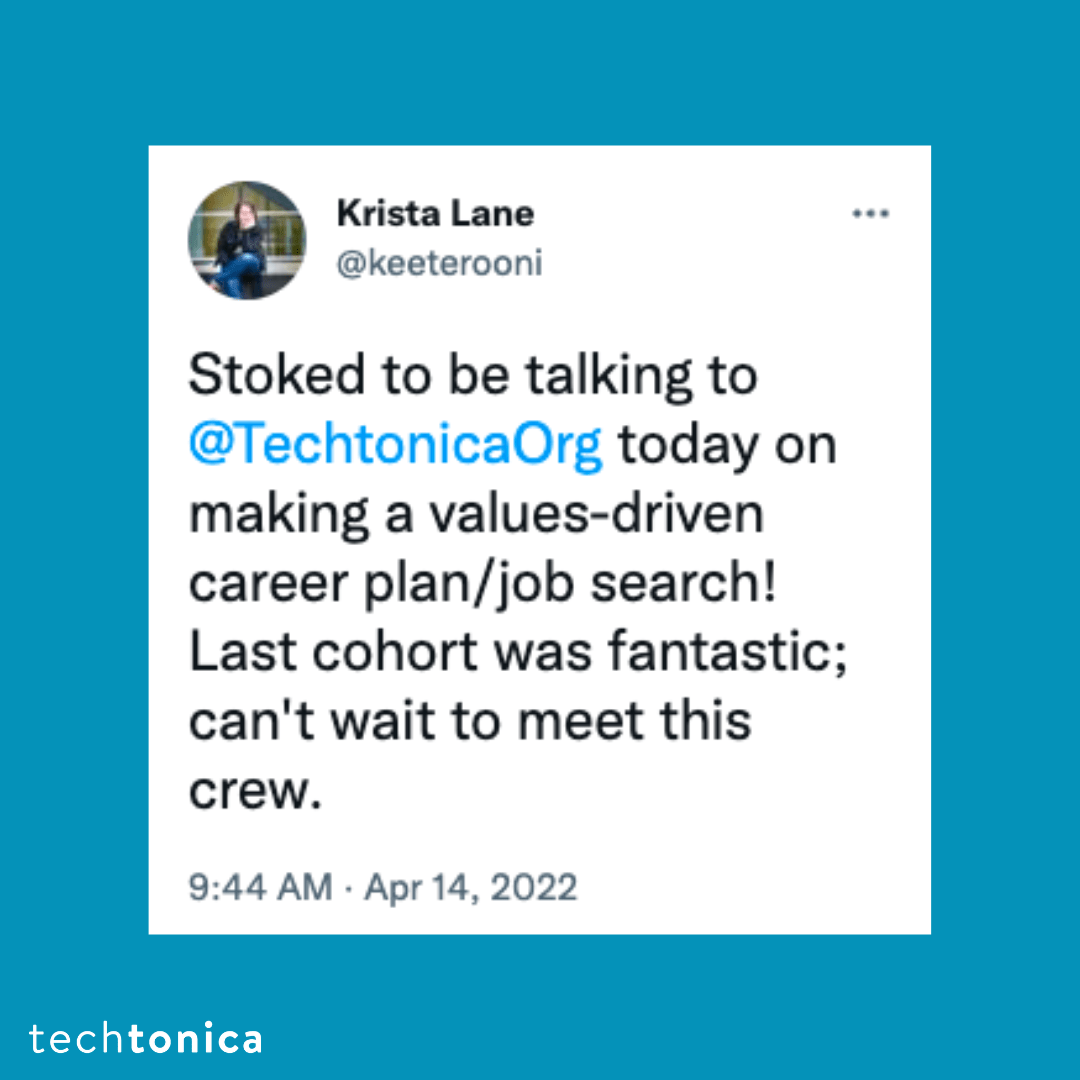 Krista Lane
@keeterooni
Stoked to be talking to
@TechtonicaOrg today on
making a values-driven
career plan/job search!
Last cohort was fantastic;
can't wait to meet this
crew.
9:44 AM · Apr 14, 2022
techtonica